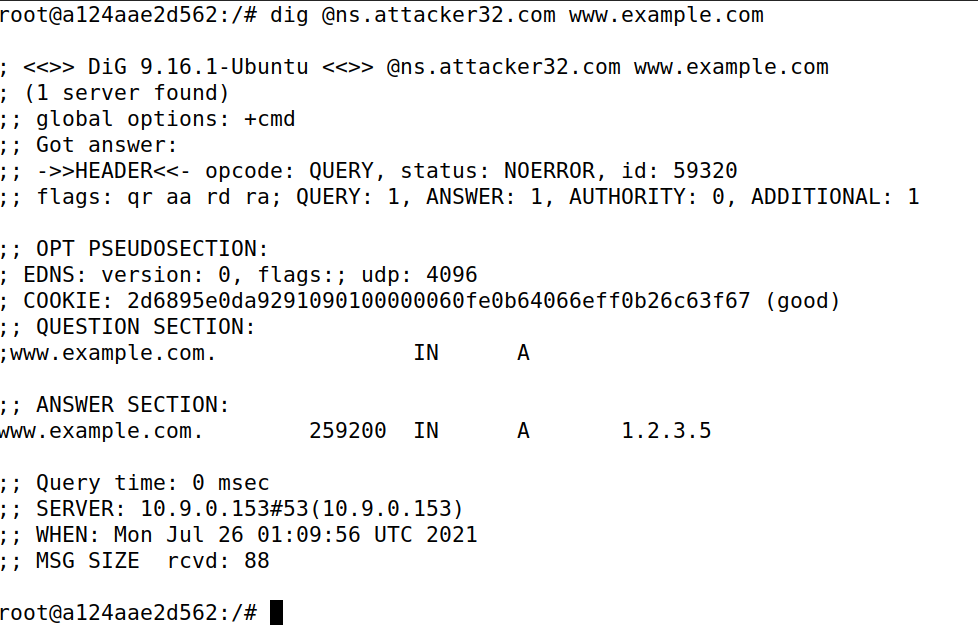 root@a124aae2d562:/# dig @ns.attacker32.com www.example.com
; <<>> DiG 9.16.1-Ubuntu <<>> @ns.attacker32.com www.example.com
; (1 server found)
;; global options: +cmd
;; Got answer:
;; ->>HEADER<<- opcode: QUERY, status: NOERROR, id: 59320
;; flags: qr aa rd ra; QUERY: 1, ANSWER: 1, AUTHORITY: 0, ADDITIONAL: 1
;; OPT PSEUDOSECTION:
; EDNS: version: 0, flags:; udp: 4096
; COOKIE: 2d6895e0da9291090100000060fe0b64066eff0b26c63f67 (good)
;; QUESTION SECTION:
;www.example.com. IN A
;; ANSWER SECTION:
www.example.com. 259200 IN A 1.2.3.5
;; Query time: 0 msec
;; SERVER: 10.9.0.153#53(10.9.0.153)
;; WHEN: Mon Jul 26 01:09:56 UTC 2021
;; MSG SIZE rcvd: 88
root@a124aae2d562:/#